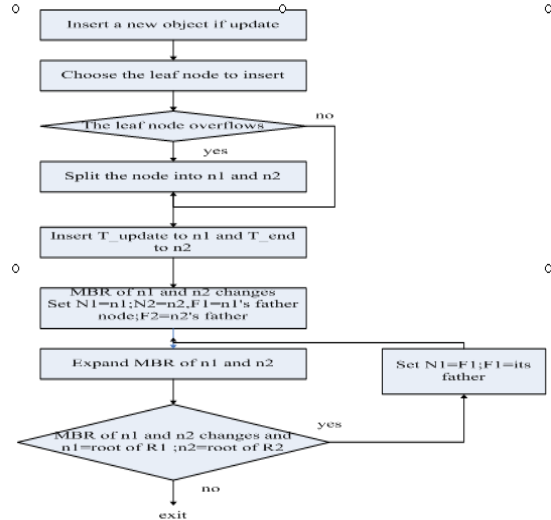 Insert a new object if update
Choose the leaf node to insert
The leaf node overflows
no
yes
Split the node into n1 and n2
Insert T_update to n1 and T_end
to n2
MBR of n1 and n2 changes
Set N1=n1;N2=n2,F1=n1's father
node;F2=n2's father
Expand MBR of n1 and n2
Set N1=F1;F1=its
father
MBR of n1 and n2 changes and
n1=root of R1 ;n2=root of R2
yes
no
exit